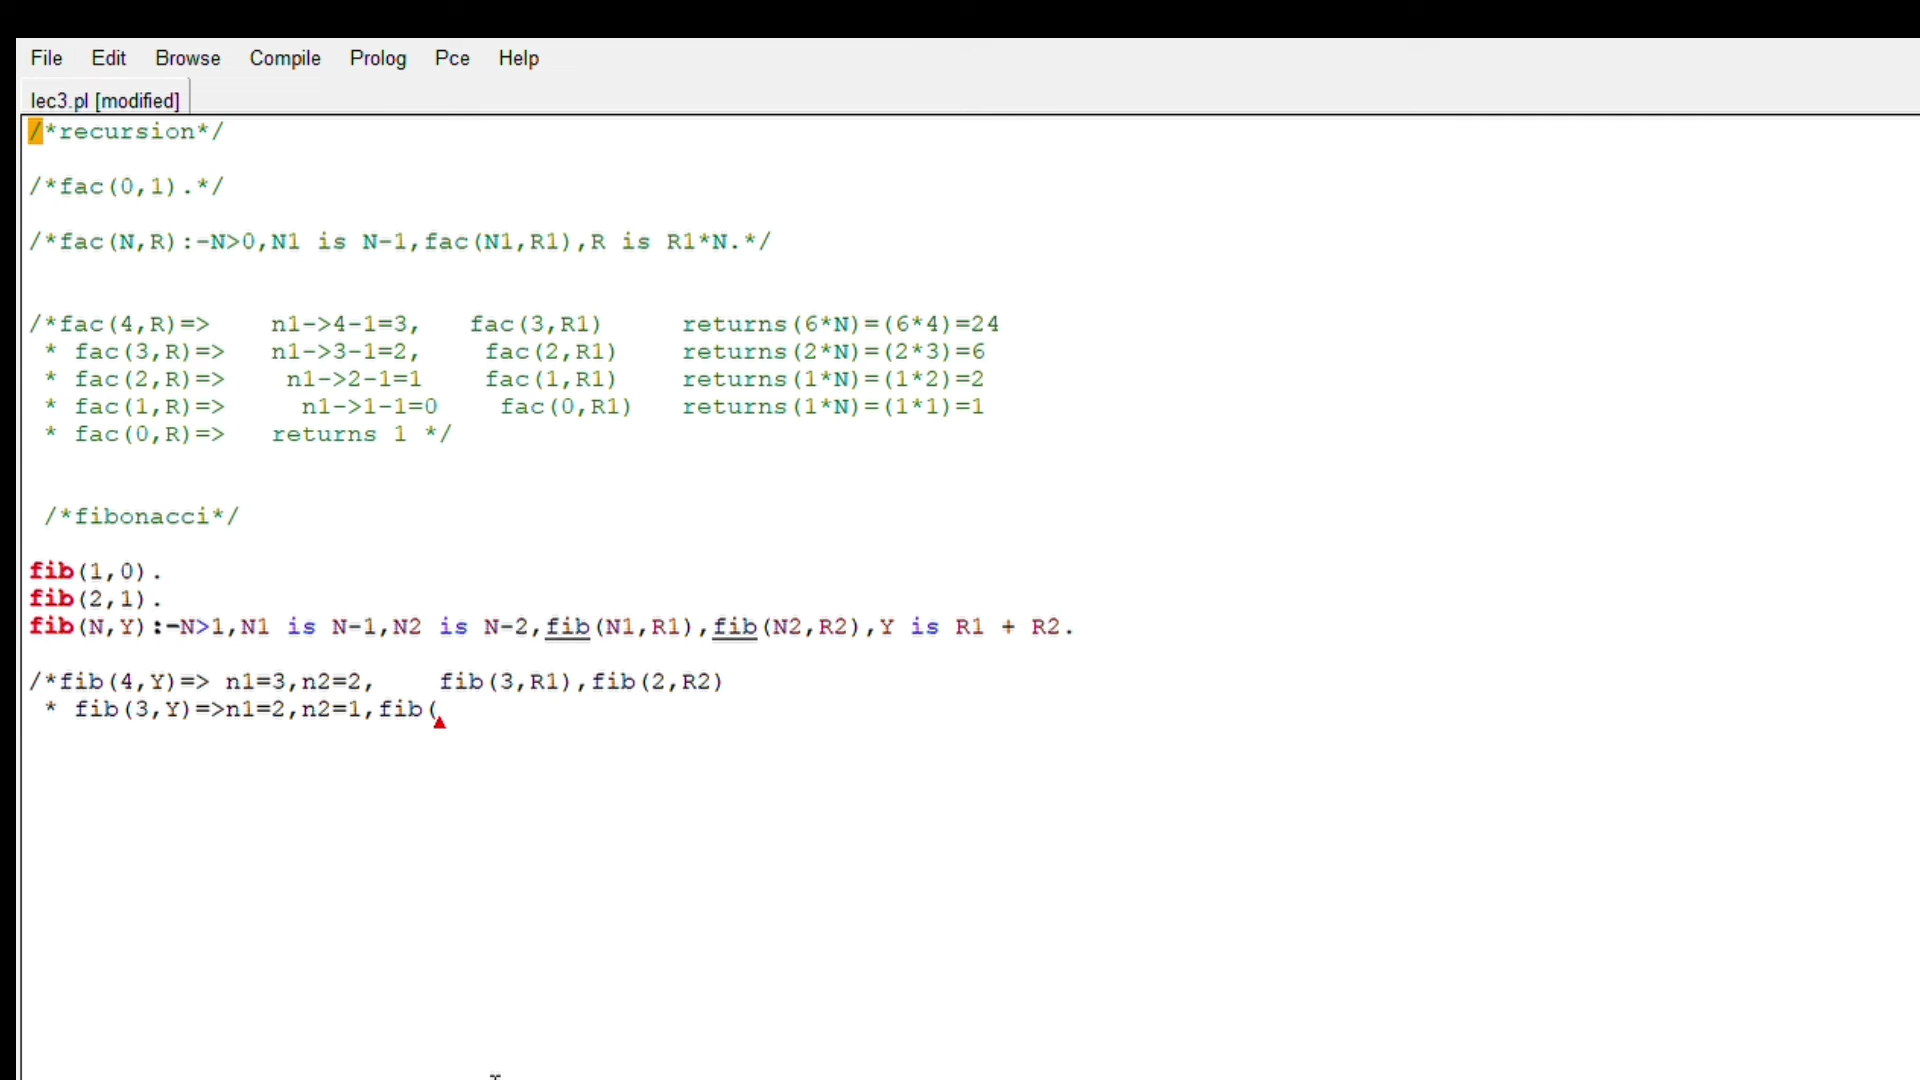 File Edit Browse Compile Prolog Pce Help
lec3.pl [modified]
/*recursion*/
/*fac(0,1).*/
/*fac(N,R):-N>0,N1 is N-1,fac(N1,R1),R is R1*N.*/
/*fac(4,R)=> n1->4-1=3, fac(3,R1) returns(6*N)=(6*4)=24
* fac(3,R)=> n1->3-1=2, fac(2,R1) returns(2*N)=(2*3)=6
* fac(2,R)=> n1->2-1=1 fac(1,R1) returns(1*N)=(1*2)=2
* fac(1,R)=> n1->1-1=0 fac(0,R1) returns(1*N)=(1*1)=1
* fac(0,R)=> returns 1 */
/*fibonacci*/
fib(1,0).
fib(2,1).
fib(N,Y):-N>1,N1 is N-1,N2 is N-2,fib(N1,R1),fib(N2,R2),Y is R1 + R2.
/*fib(4,Y)=> n1=3,n2=2, fib(3,R1),fib(2,R2)
* fib(3,Y)=>n1=2,n2=1,fib(